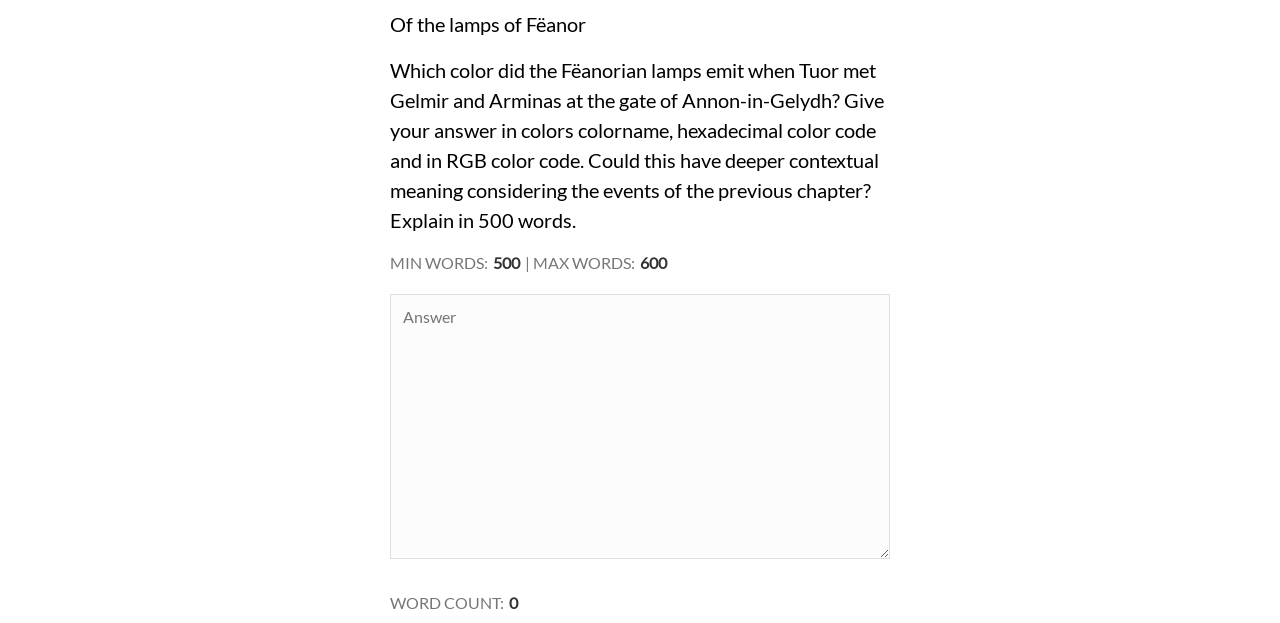 Of the lamps of Fëanor
Which color did the Fëanorian lamps emit when Tuor met
Gelmir and Arminas at the gate of Annon-in-Gelydh? Give
your answer in colors colorname, hexadecimal color code
and in RGB color code. Could this have deeper contextual
meaning considering the events of the previous chapter?
Explain in 500 words.
MIN WORDS: 500 | MAX WORDS: 600
Answer
WORD COUNT: 0